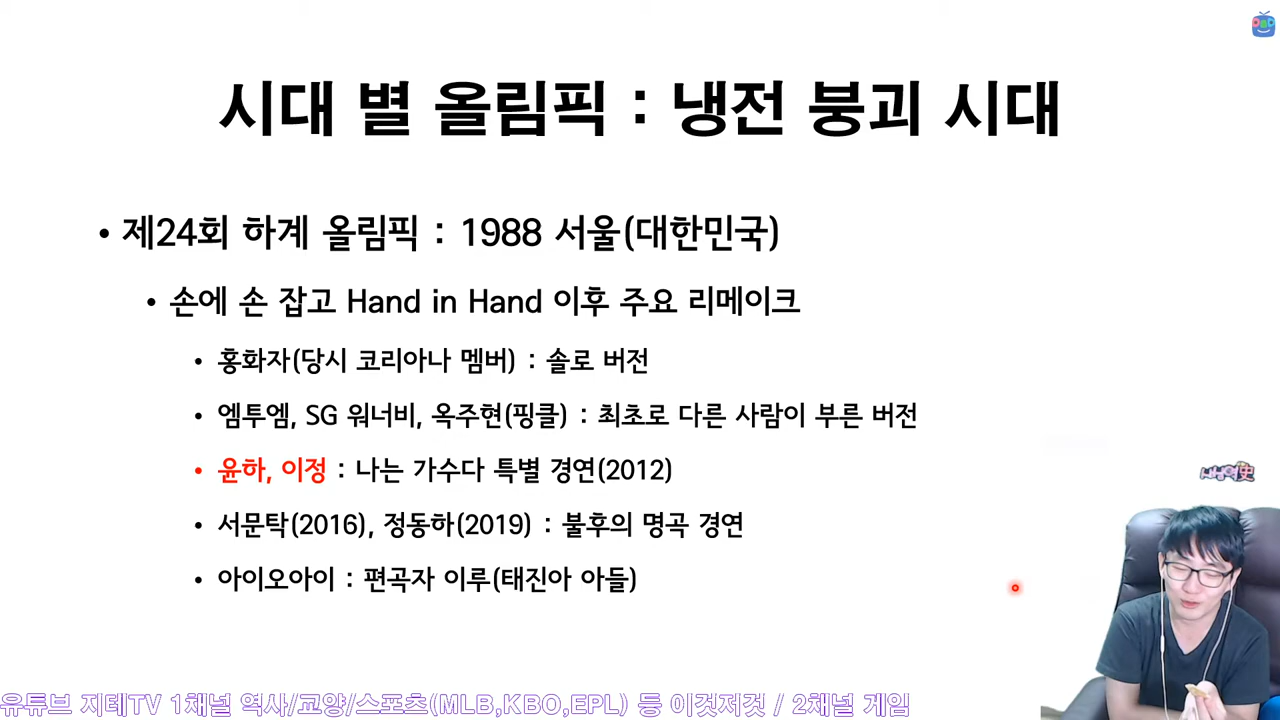 시대 별 올림픽 : 냉전 붕괴 시대
• 제24회 하계 올림픽 : 1988 서울(대한민국)
• 손에 손 잡고 Hand in Hand 이후 주요 리메이크
• 홍화자(당시 코리아나 멤버) : 솔로 버전
• 엠투엠, SG 워너비, 옥주현(핑클) : 최초로 다른 사람이 부른 버전
• 윤하, 이정 : 나는 가수다 특별 경연(2012)
• 서문탁(2016), 정동하(2019) : 불후의 명곡 경연
• 아이오아이 : 편곡자 이루(태진아 아들)
유튜브 지테TV 1채널 역사/교양/스포츠(MLB,KBO,EPL) 등 이것저것 / 2채널 게임